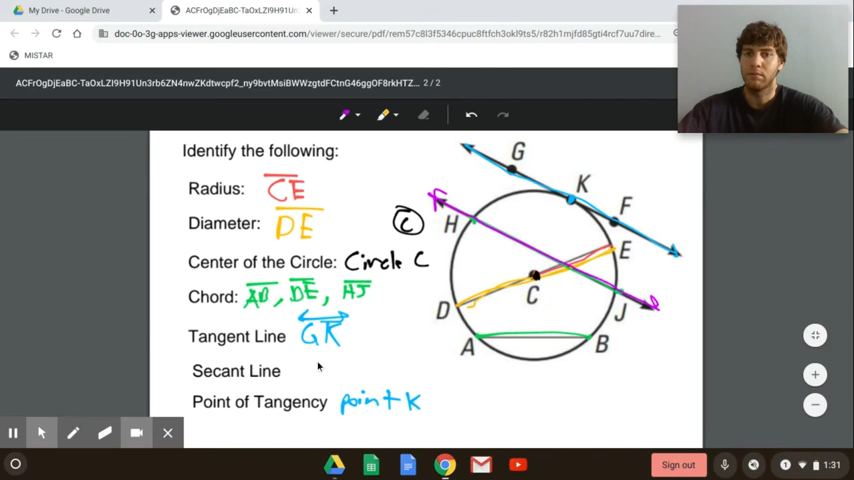 My Drive - Google Drive
ACFrOgDjEaBC-TaOxLZI9H91Un
doc-0o-3g-apps-viewer.googleusercontent.com/viewer/secure/pdf/rem57c8l3f5346cpuc8ftfch3okl9ts5/r82h1mjfd85gti4rcf7uu7dire...
MISTAR
ACFrOgDjEaBC-TaOxLZI9H91Un3rb6ZN4nwZKdtwcpf2_ny9bvtMsiBWWzgtdFCtnG46ggOF8rkHTZ... 2 / 2
Identify the following:
Radius: CE
Diameter: DE
Center of the Circle: Circle C
Chord: AB, DE, HJ
Tangent Line GK
Secant Line
Point of Tangency point K
C
G
K
F
H
E
C
D
J
A
B
Sign out
1
1:31